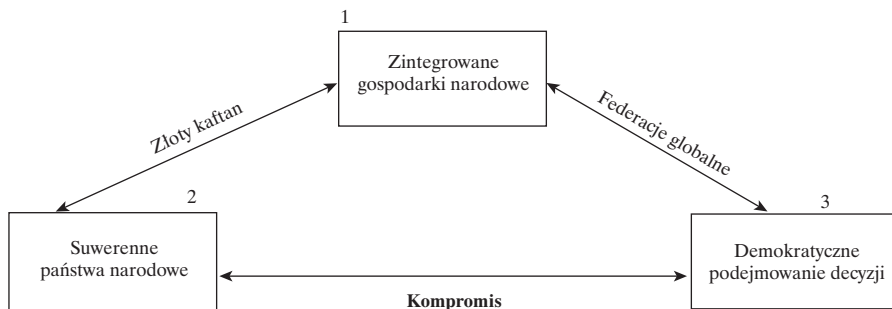 1
Zintegrowane
gospodarki narodowe
Złoty kaftan
Federacje globalne
2
Suwerenne
państwa narodowe
3
Demokratyczne
podejmowanie decyzji
Kompromis